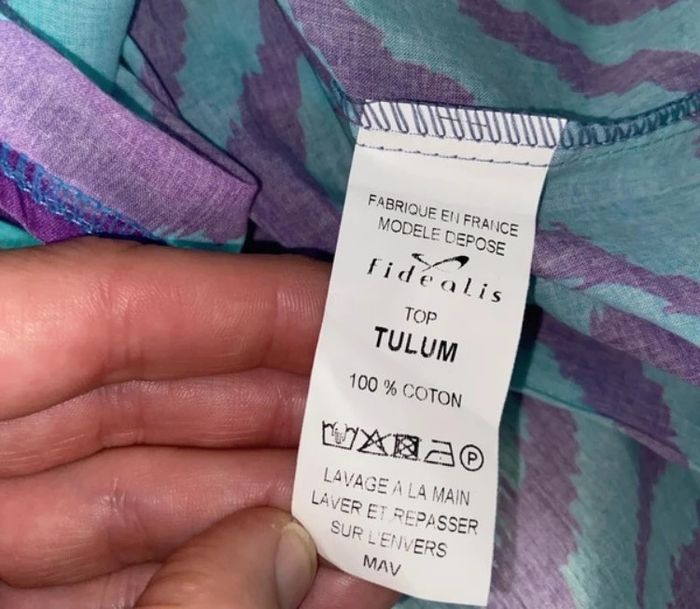 FABRIQUE EN FRANCE
MODELE DEPOSE
fidealis
TOP
TULUM
100 % COTON
P
LAVAGE A LA MAIN
LAVER ET REPASSER
SUR L'ENVERS
MAV